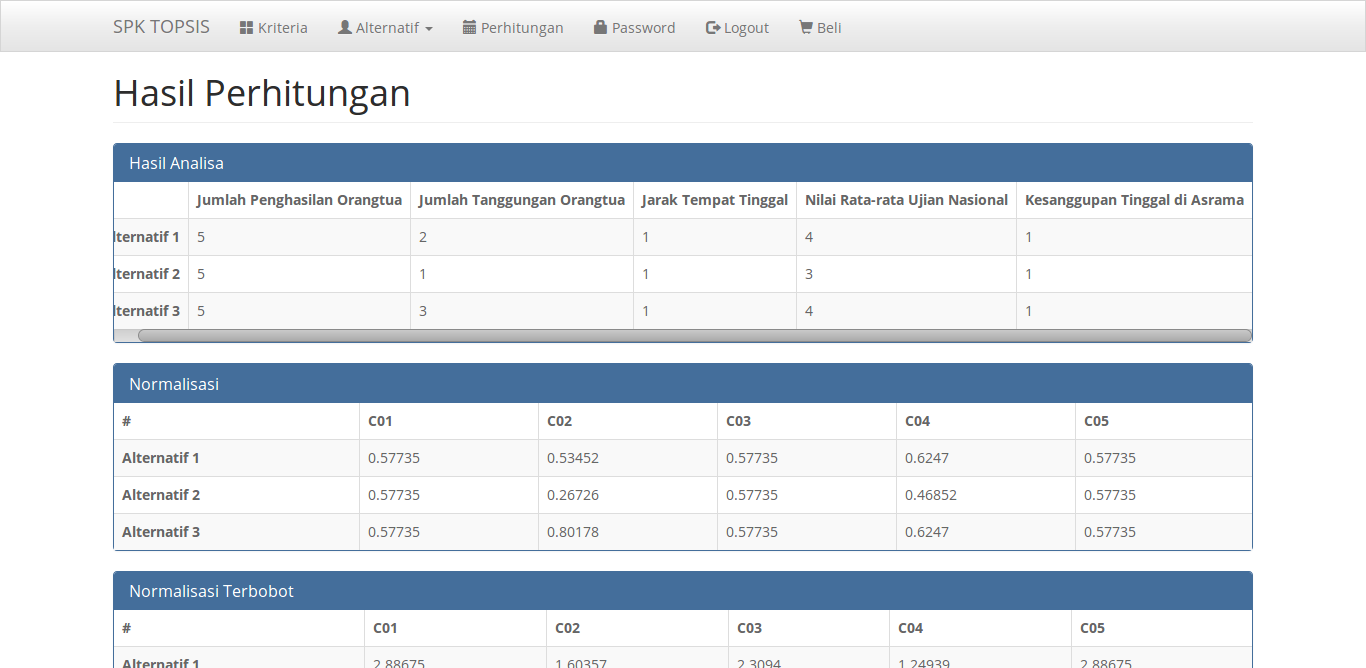 SPK TOPSIS Kriteria Alternatif Perhitungan Password Logout Beli
Hasil Perhitungan
Hasil Analisa
Jumlah Penghasilan Orangtua Jumlah Tanggungan Orangtua Jarak Tempat Tinggal Nilai Rata-rata Ujian Nasional Kesanggupan Tinggal di Asrama
lternatif 1 5 2 1 4 1
lternatif 2 5 1 1 3 1
lternatif 3 5 3 1 4 1
Normalisasi
# C01 C02 C03 C04 C05
Alternatif 1 0.57735 0.53452 0.57735 0.6247 0.57735
Alternatif 2 0.57735 0.26726 0.57735 0.46852 0.57735
Alternatif 3 0.57735 0.80178 0.57735 0.6247 0.57735
Normalisasi Terbobot
# C01 C02 C03 C04 C05
Alternatif 1 2.88675 1.60357 2.3094 1.24939 2.88675